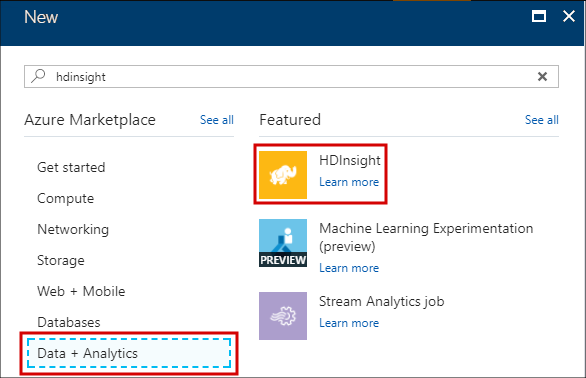 New
hdinsight
Azure Marketplace See all
Get started
Compute
Networking
Storage
Web + Mobile
Databases
Data + Analytics
Featured See all
HDInsight
Learn more
PREVIEW
Machine Learning Experimentation
(preview)
Learn more
Stream Analytics job
Learn more